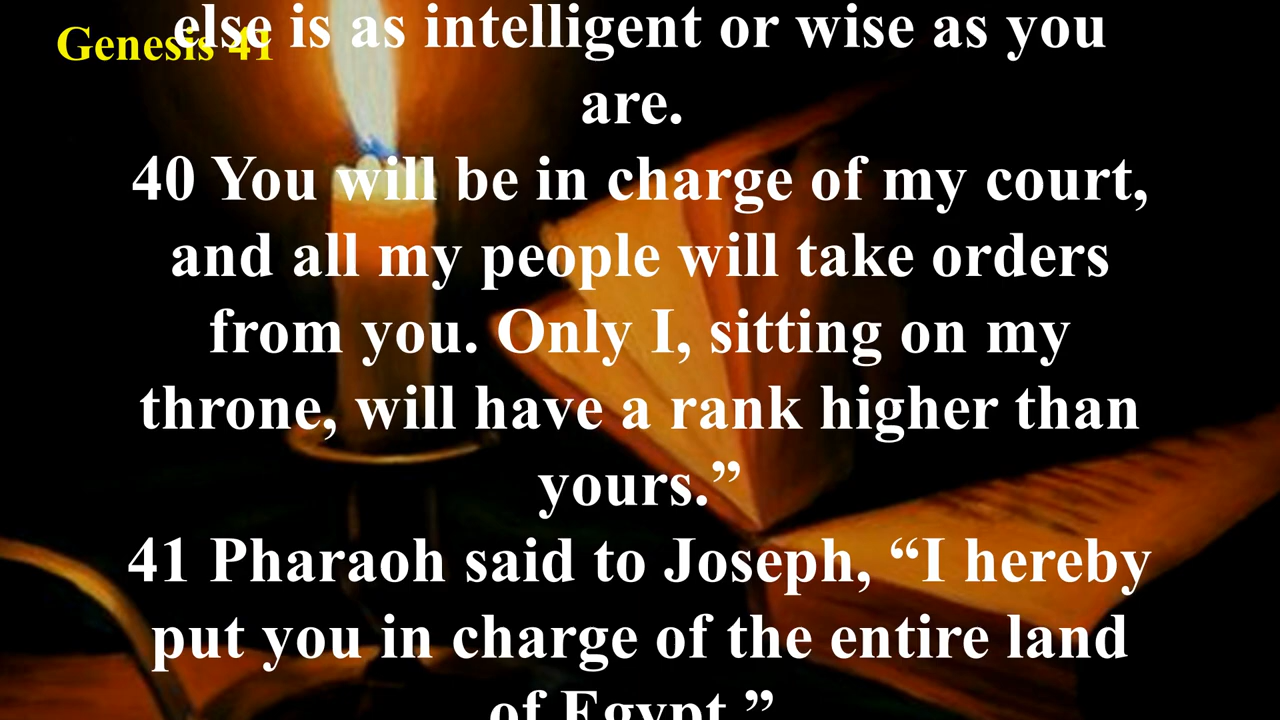 Genesis 41
else is as intelligent or wise as you
are.
40 You will be in charge of my court,
and all my people will take orders
from you. Only I, sitting on my
throne, will have a rank higher than
yours.”
41 Pharaoh said to Joseph, “I hereby
put you in charge of the entire land
of Egypt.”